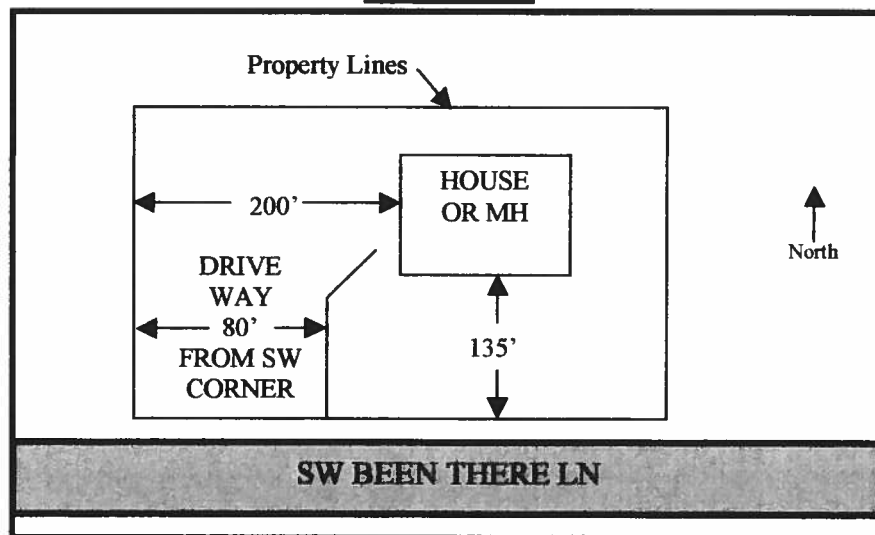 Property Lines
HOUSE
OR MH
200’
North
DRIVE
WAY
80’
FROM SW
CORNER
135’
SW BEEN THERE LN